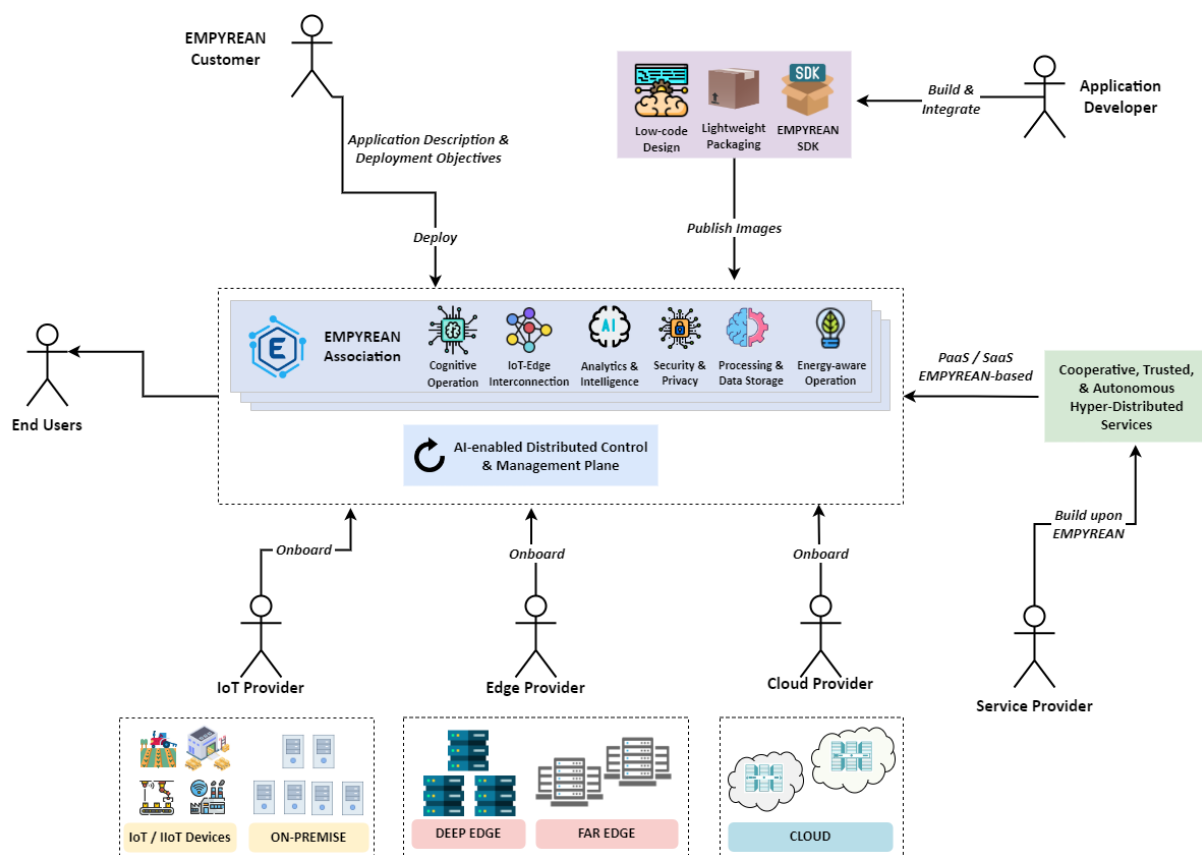 EMPYREAN
Customer
SDK
Low-code
Design
Lightweight
Packaging
EMPYREAN
SDK
Build &
Integrate
Application
Developer
Application Description &
Deployment Objectives
Deploy
Publish Images
E
EMPYREAN
Association
AI
Cognitive
Operation
IoT-Edge
Interconnection
Analytics &
Intelligence
Security &
Privacy
Processing &
Data Storage
Energy-aware
Operation
AI-enabled Distributed Control
& Management Plane
End Users
PaaS / SaaS
EMPYREAN-based
Cooperative, Trusted,
& Autonomous
Hyper-Distributed
Services
Build upon
EMPYREAN
Service Provider
Onboard
Onboard
Onboard
IoT Provider
Edge Provider
Cloud Provider
IoT / IIoT Devices
ON-PREMISE
DEEP EDGE
FAR EDGE
CLOUD